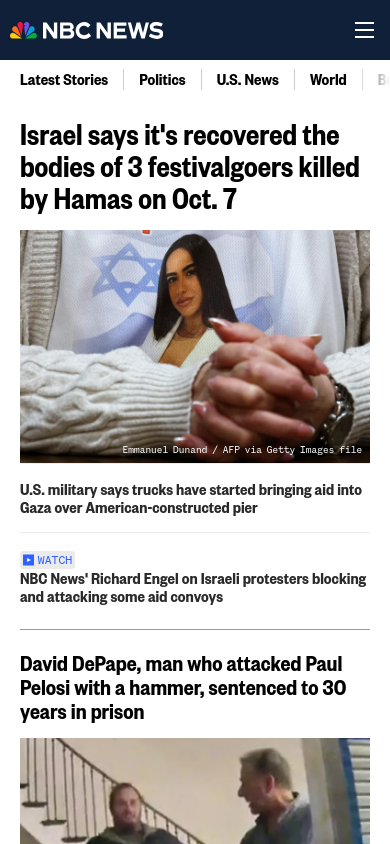 NBC NEWS
Latest Stories
Politics
U.S. News
World
Israel says it's recovered the
bodies of 3 festivalgoers killed
by Hamas on Oct. 7
Emmanuel Dunand / AFP via Getty Images file
U.S. military says trucks have started bringing aid into
Gaza over American-constructed pier
WATCH
NBC News' Richard Engel on Israeli protesters blocking
and attacking some aid convoys
David DePape, man who attacked Paul
Pelosi with a hammer, sentenced to 30
years in prison